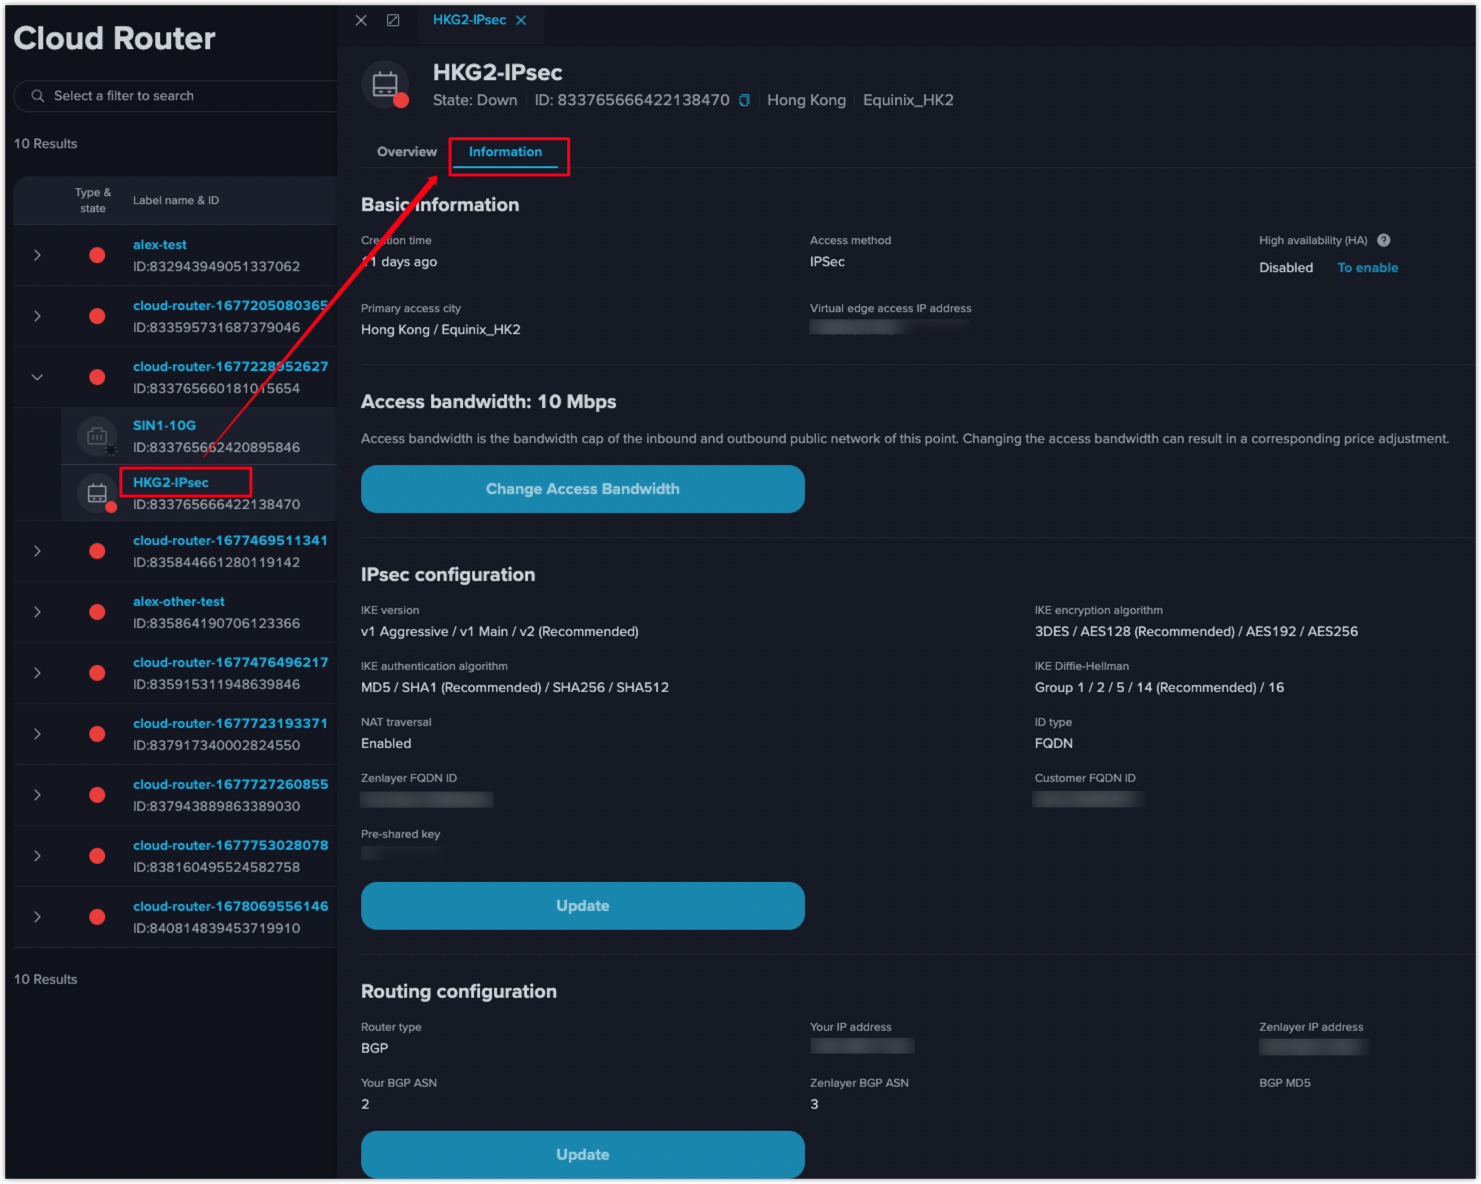 Cloud Router
Select a filter to search
10 Results
Type & state
Label name & ID
alex-test
ID:832943949051337062
cloud-router-1677205080365
ID:833595731687379046
cloud-router-1677228952627
ID:833765660181015654
SIN1-10G
ID:833765662420895846
HKG2-IPsec
ID:833765666422138470
cloud-router-1677469511341
ID:835844661280119142
alex-other-test
ID:835864190706123366
cloud-router-1677476496217
ID:835915311948639846
cloud-router-1677723193371
ID:837917340002824550
cloud-router-1677727260855
ID:837943889863389030
cloud-router-1677753028078
ID:838160495524582758
cloud-router-1678069556146
ID:840814839453719910
10 Results
HKG2-IPsec
HKG2-IPsec
State: Down ID: 833765666422138470 Hong Kong Equinix_HK2
Overview Information
Basic information
Creation time
11 days ago
Access method
IPSec
High availability (HA) ?
Disabled To enable
Primary access city
Hong Kong / Equinix_HK2
Virtual edge access IP address
Access bandwidth: 10 Mbps
Access bandwidth is the bandwidth cap of the inbound and outbound public network of this point. Changing the access bandwidth can result in a corresponding price adjustment.
Change Access Bandwidth
IPsec configuration
IKE version
v1 Aggressive / v1 Main / v2 (Recommended)
IKE encryption algorithm
3DES / AES128 (Recommended) / AES192 / AES256
IKE authentication algorithm
MD5 / SHA1 (Recommended) / SHA256 / SHA512
IKE Diffie-Hellman
Group 1 / 2 / 5 / 14 (Recommended) / 16
NAT traversal
Enabled
ID type
FQDN
Zenlayer FQDN ID
Customer FQDN ID
Pre-shared key
Update
Routing configuration
Router type
BGP
Your IP address
Zenlayer IP address
Your BGP ASN
2
Zenlayer BGP ASN
3
BGP MD5
Update